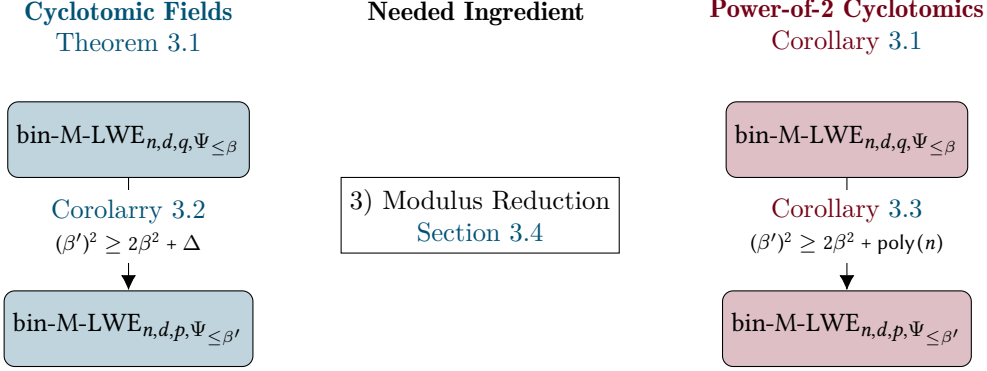 Cyclotomic Fields
Theorem 3.1
bin-M-LWE_{n,d,q,Ψ_{≤β}}
Corolarry 3.2
(β′)² ≥ 2β² + Δ
bin-M-LWE_{n,d,p,Ψ_{≤β′}}
Needed Ingredient
3) Modulus Reduction
Section 3.4
Power-of-2 Cyclotomics
Corollary 3.1
bin-M-LWE_{n,d,q,Ψ_{≤β}}
Corollary 3.3
(β′)² ≥ 2β² + poly(n)
bin-M-LWE_{n,d,p,Ψ_{≤β′}}